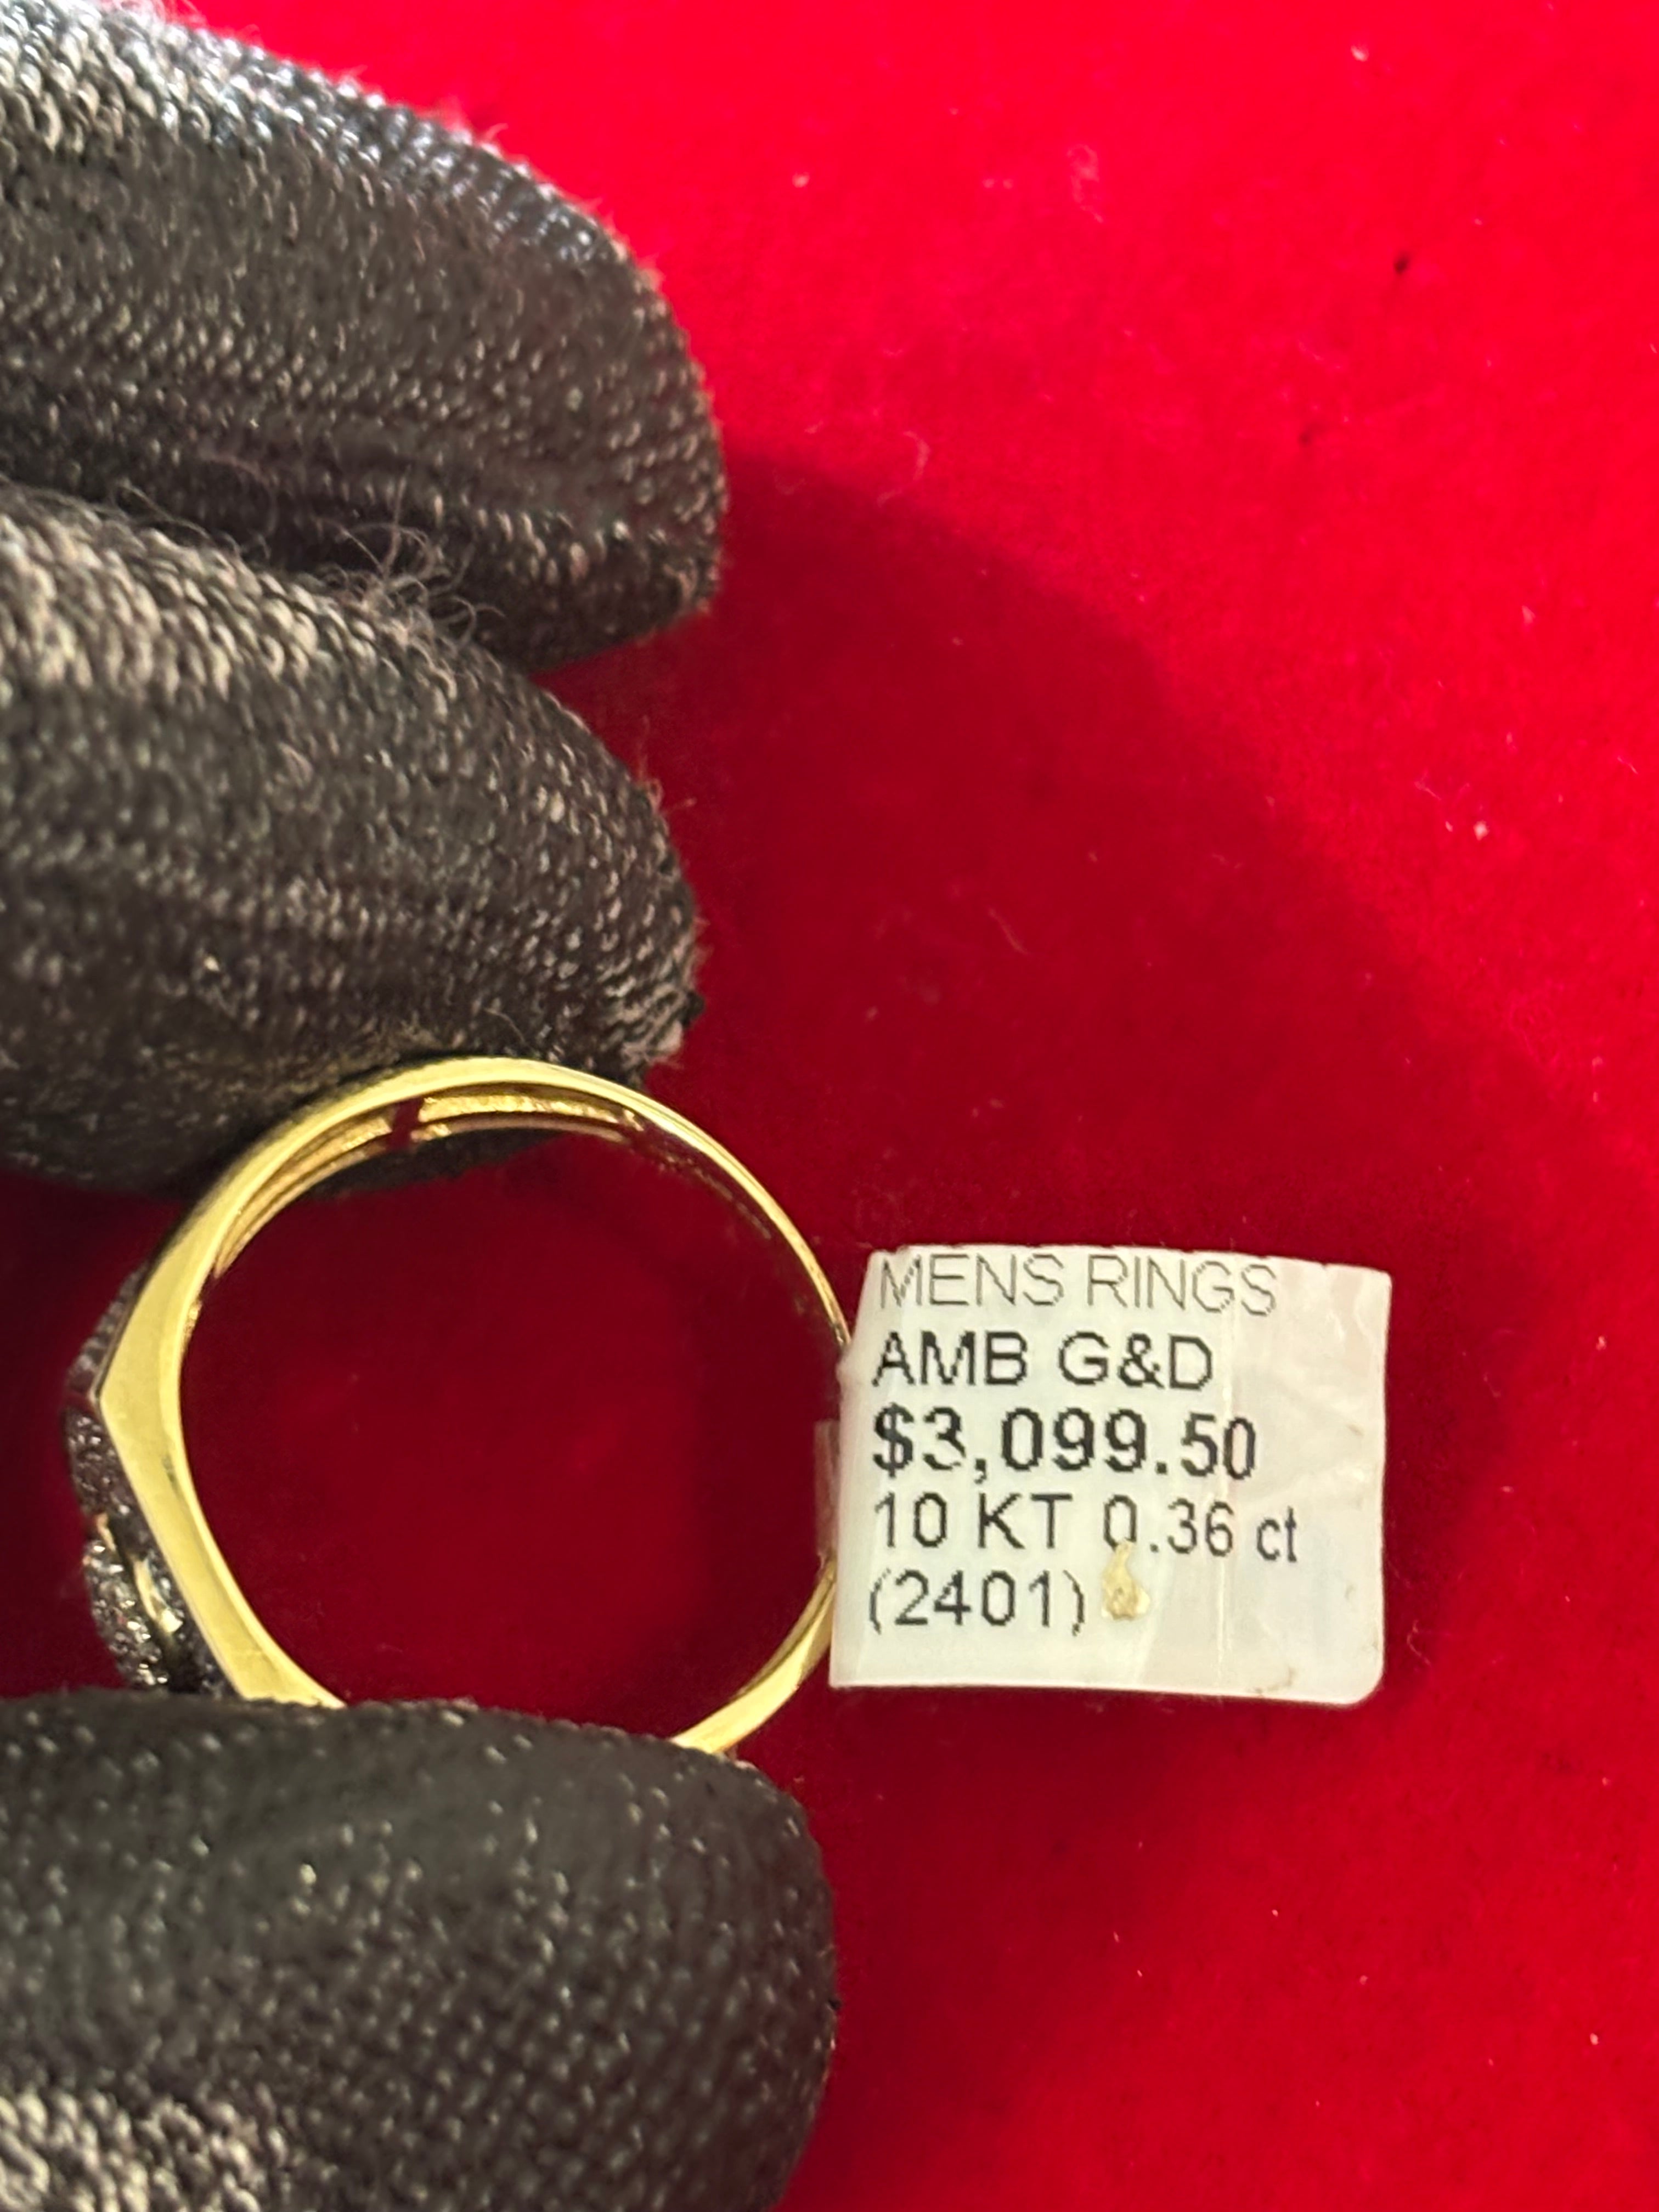 MENS RINGS
AMB G&D
$3,099.50
10 KT 0.36 ct
(2401)